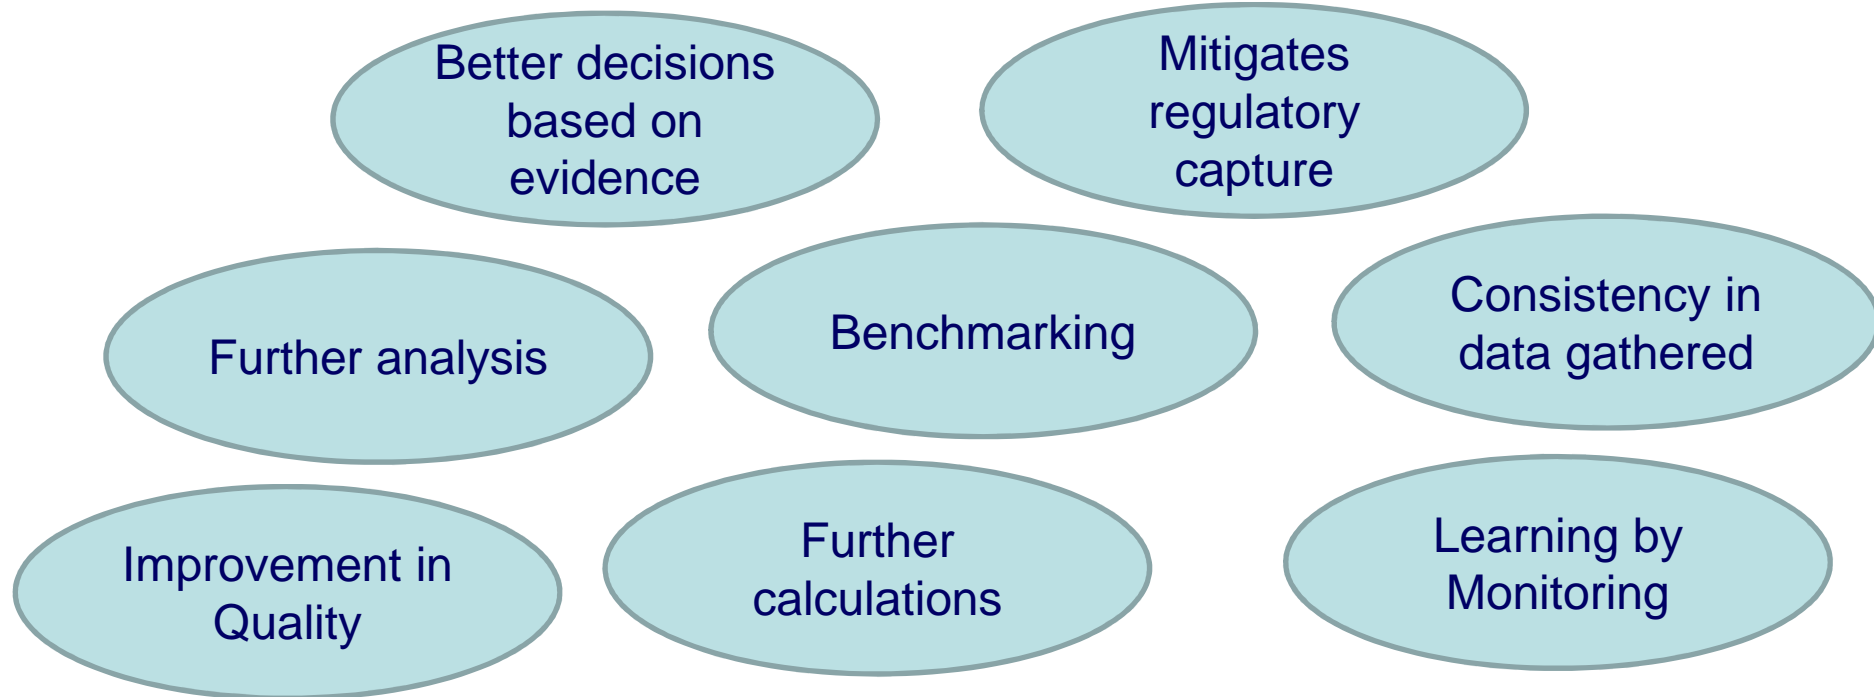 Better decisions
based on
evidence
Mitigates
regulatory
capture
Further analysis
Benchmarking
Consistency in
data gathered
Improvement in
Quality
Further
calculations
Learning by
Monitoring